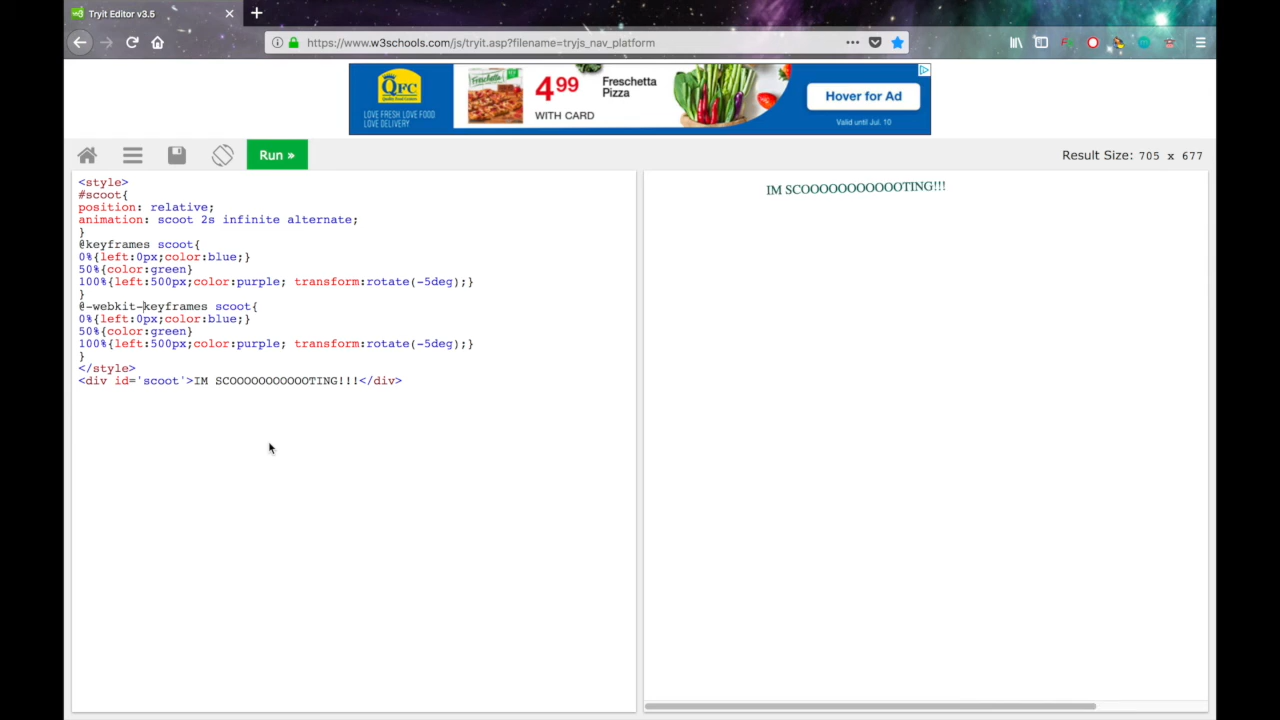 Tryit Editor v3.5
https://www.w3schools.com/js/tryit.asp?filename=tryjs_nav_platform
QFC
Quality Food Centers
LOVE FRESH. LOVE FOOD.
LOVE DELIVERY.
Freschetta
4.99
WITH CARD
Freschetta
Pizza
Hover for Ad
Valid until Jul. 10
Run »
Result Size: 705 x 677
<style>
#scoot{
position: relative;
animation: scoot 2s infinite alternate;
}
@keyframes scoot{
0%{left:0px;color:blue;}
50%{color:green}
100%{left:500px;color:purple; transform:rotate(-5deg);}
}
@-webkit-keyframes scoot{
0%{left:0px;color:blue;}
50%{color:green}
100%{left:500px;color:purple; transform:rotate(-5deg);}
}
</style>
<div id='scoot'>IM SCOOOOOOOOOOOTING!!!</div>
IM SCOOOOOOOOOOOTING!!!